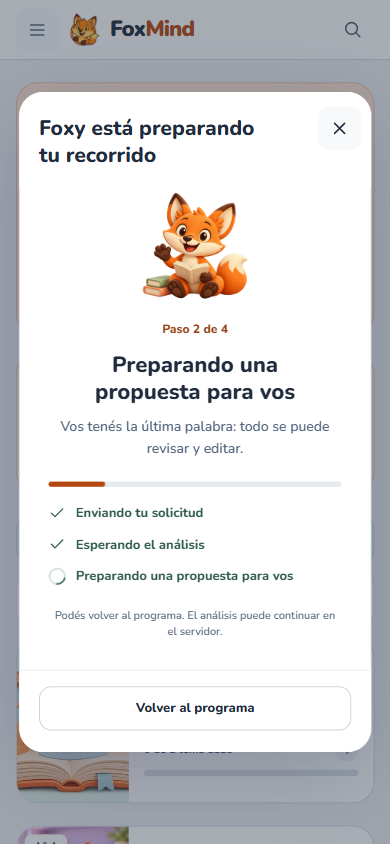 FoxMind
Foxy está preparando
tu recorrido
Paso 2 de 4
Preparando una
propuesta para vos
Vos tenés la última palabra: todo se puede
revisar y editar.
Enviando tu solicitud
Esperando el análisis
Preparando una propuesta para vos
Podés volver al programa. El análisis puede continuar en
el servidor.
Volver al programa